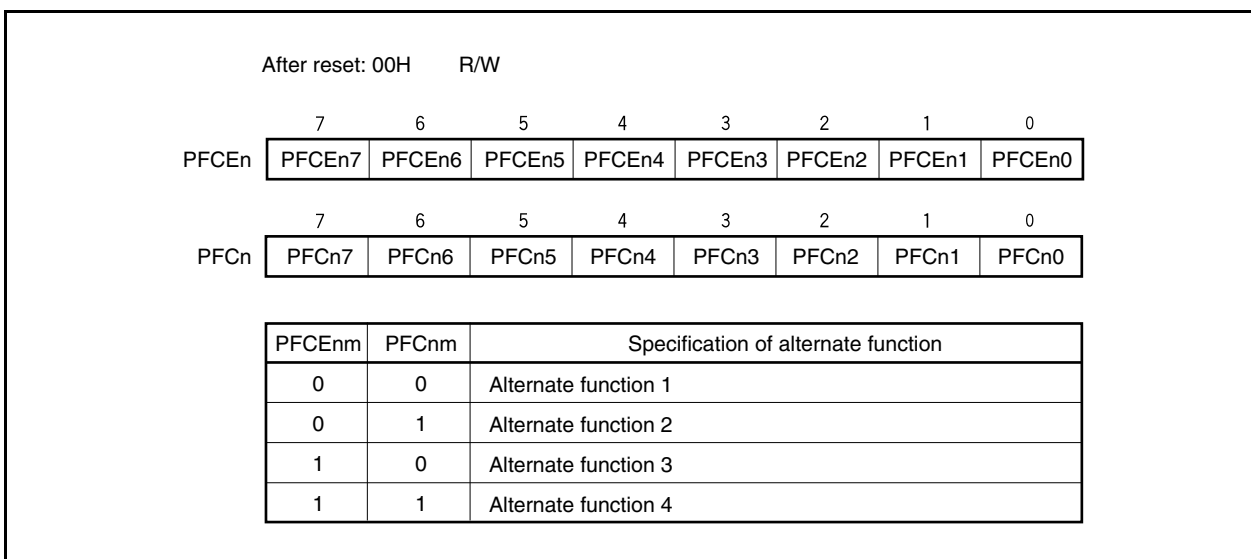 After reset: 00H R/W
7 6 5 4 3 2 1 0
PFCEn PFCEn7 PFCEn6 PFCEn5 PFCEn4 PFCEn3 PFCEn2 PFCEn1 PFCEn0
7 6 5 4 3 2 1 0
PFCn PFCn7 PFCn6 PFCn5 PFCn4 PFCn3 PFCn2 PFCn1 PFCn0
PFCEnm PFCnm Specification of alternate function
0 0 Alternate function 1
0 1 Alternate function 2
1 0 Alternate function 3
1 1 Alternate function 4